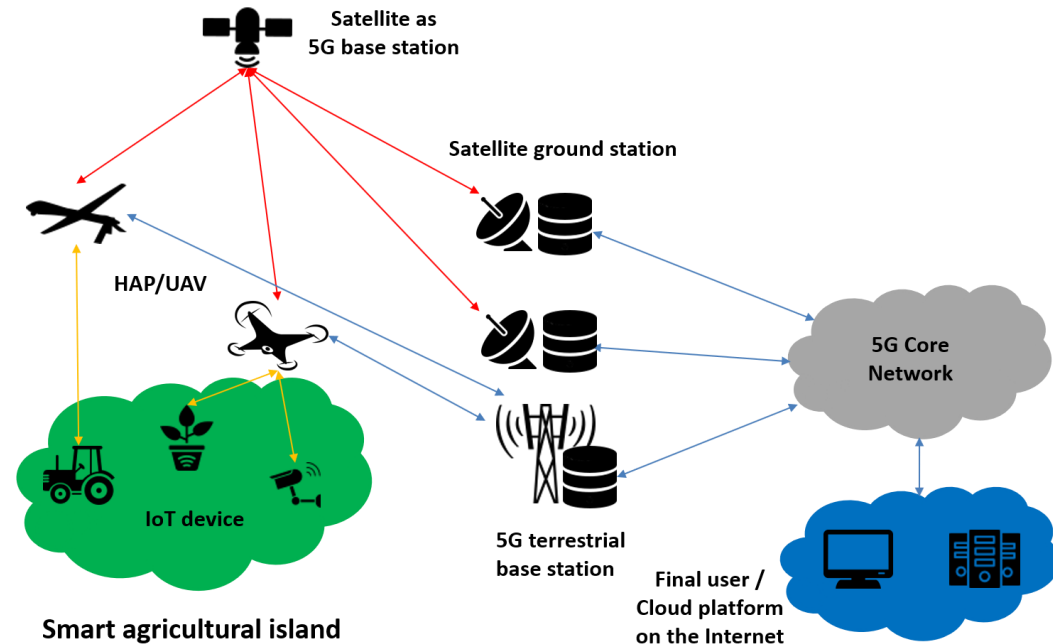 Satellite as
5G base station
Satellite ground station
HAP/UAV
5G Core
Network
IoT device
5G terrestrial
base station
Final user /
Cloud platform
on the Internet
Smart agricultural island